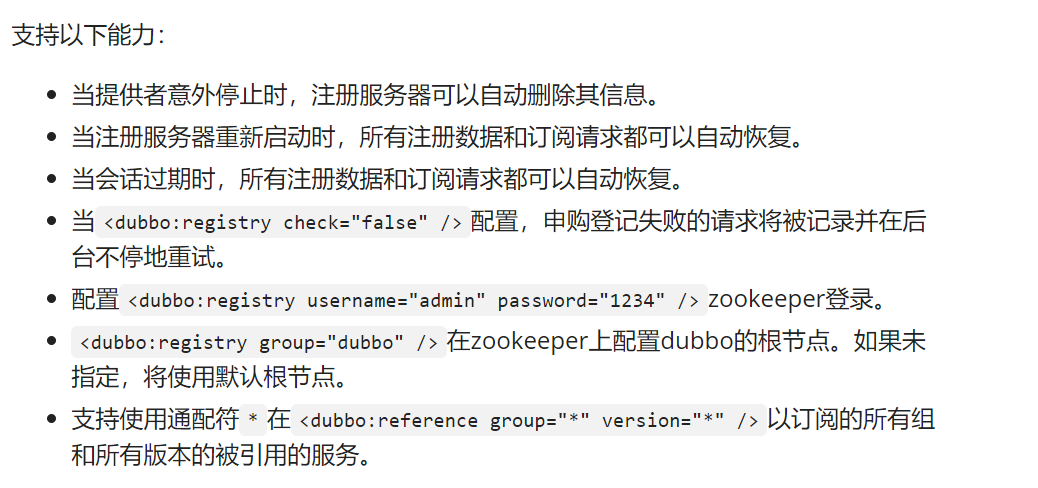 支持以下能力：
当提供者意外停止时，注册服务器可以自动删除其信息。
当注册服务器重新启动时，所有注册数据和订阅请求都可以自动恢复。
当会话过期时，所有注册数据和订阅请求都可以自动恢复。
当 <dubbo:registry check="false" /> 配置，申购登记失败的请求将被记录并在后
台不停地重试。
配置 <dubbo:registry username="admin" password="1234" /> zookeeper登录。
<dubbo:registry group="dubbo" /> 在zookeeper上配置dubbo的根节点。如果未
指定，将使用默认根节点。
支持使用通配符 * 在 <dubbo:reference group="*" version="*" /> 以订阅的所有组
和所有版本的被引用的服务。